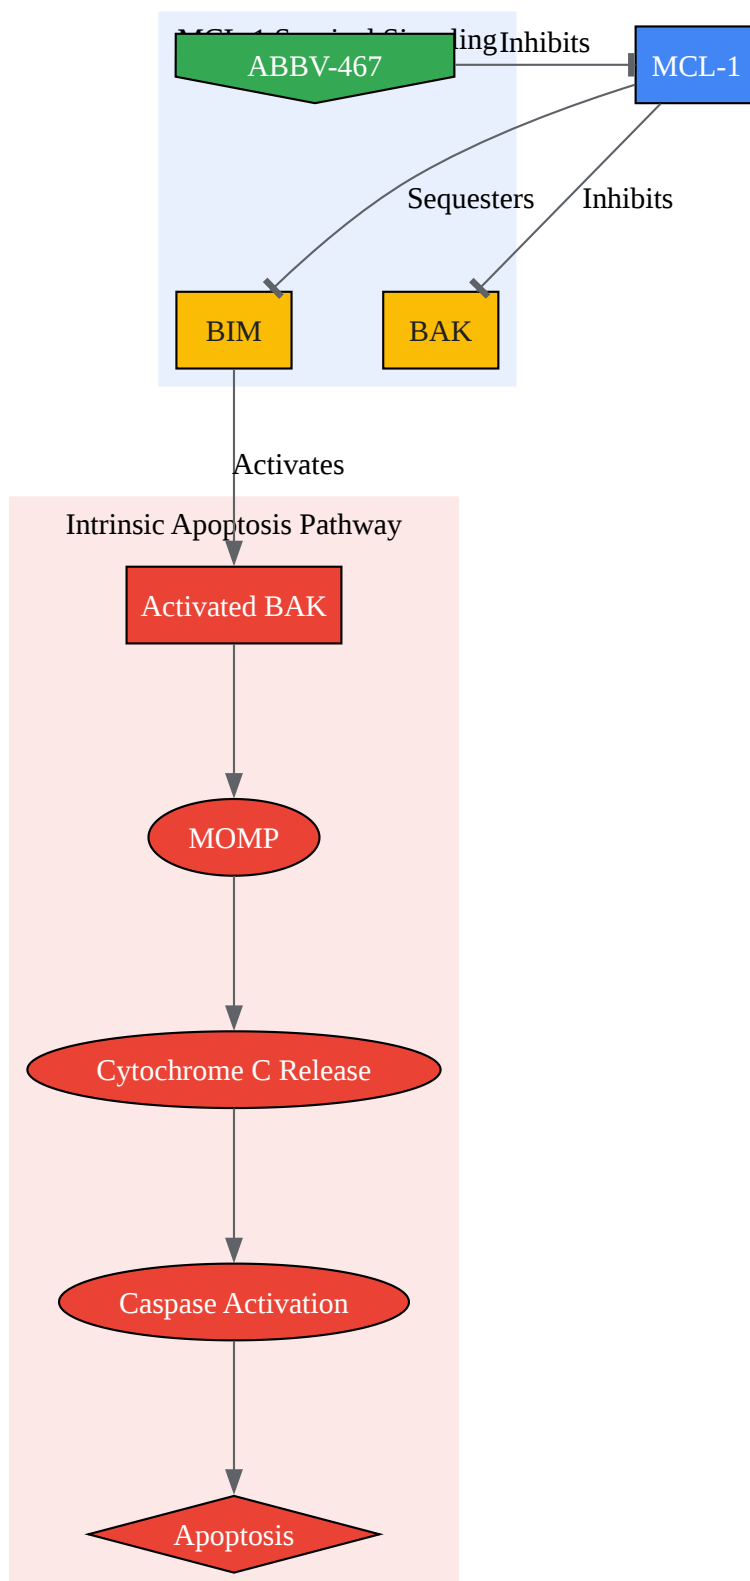 ling
Inhibits
ABBV-467
MCL-1
Sequesters
Inhibits
BIM
BAK
Activates
Intrinsic Apoptosis Pathway
Activated BAK
MOMP
Cytochrome C Release
Caspase Activation
Apoptosis